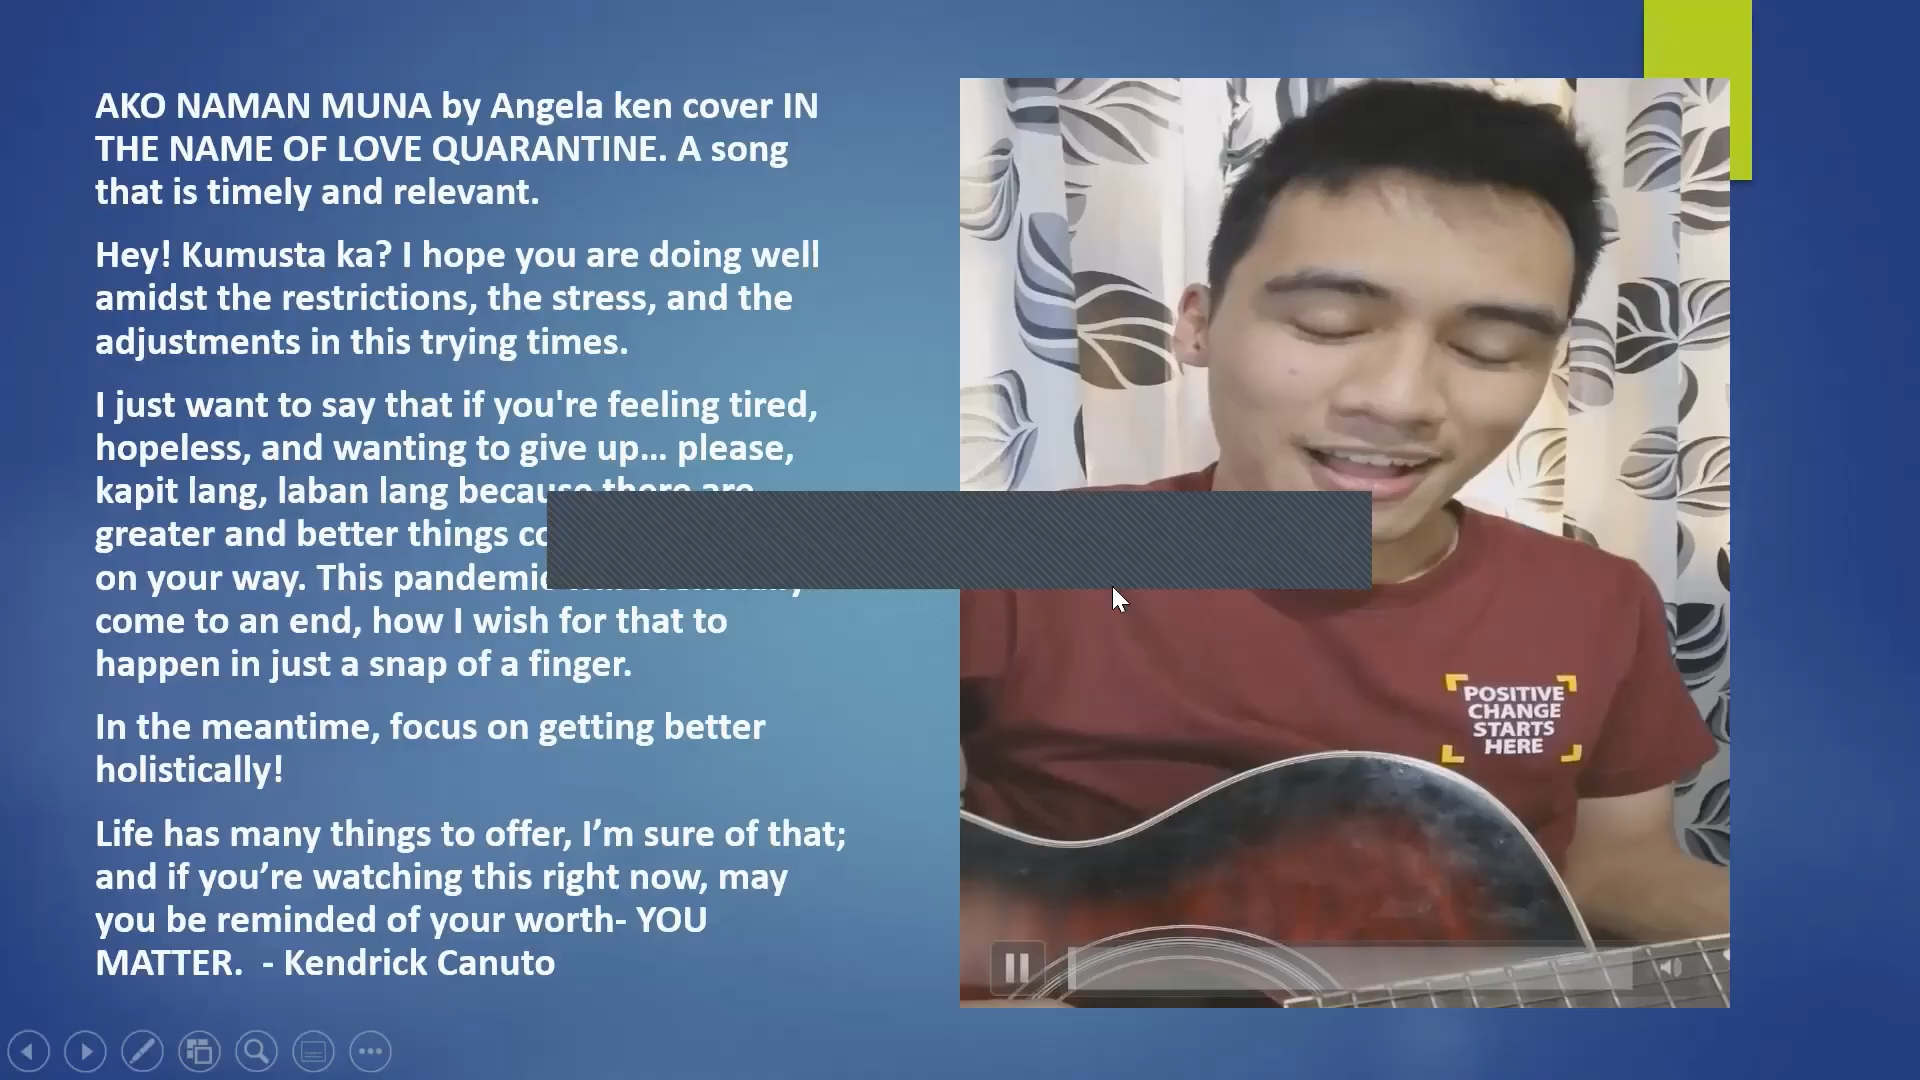 AKO NAMAN MUNA by Angela ken cover IN
THE NAME OF LOVE QUARANTINE. A song
that is timely and relevant.
Hey! Kumusta ka? I hope you are doing well
amidst the restrictions, the stress, and the
adjustments in this trying times.
I just want to say that if you're feeling tired,
hopeless, and wanting to give up... please,
kapit lang, laban lang because there are
greater and better things
on your way. This pandemic
come to an end, how I wish for that to
happen in just a snap of a finger.
In the meantime, focus on getting better
holistically!
Life has many things to offer, I’m sure of that;
and if you’re watching this right now, may
you be reminded of your worth- YOU
MATTER.  - Kendrick Canuto
POSITIVE
CHANGE
STARTS
HERE